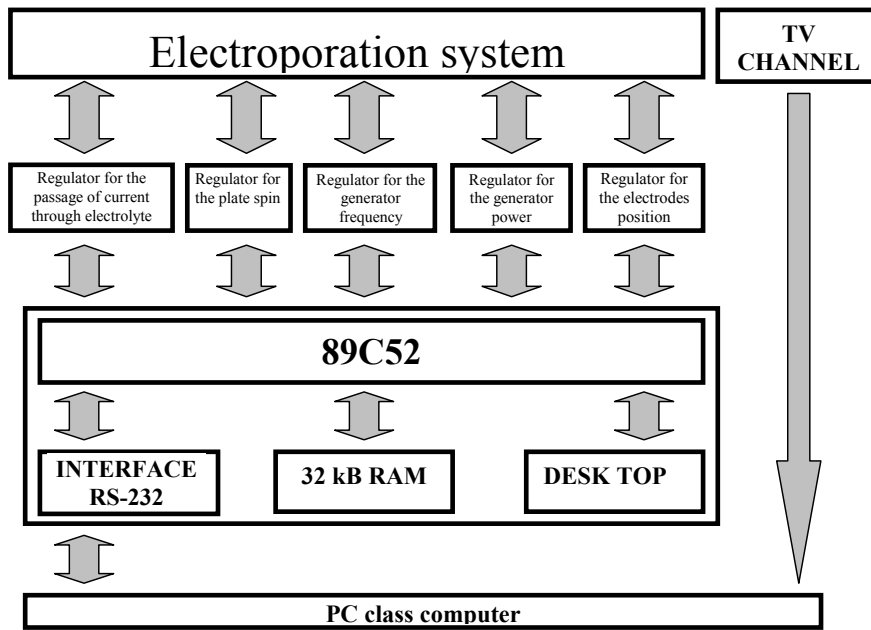 Electroporation system
TV
CHANNEL
Regulator for the
passage of current
through electrolyte
Regulator for
the plate spin
Regulator for the
generator
frequency
Regulator for
the generator
power
Regulator for
the electrodes
position
89C52
INTERFACE
RS-232
32 kB RAM
DESK TOP
PC class computer